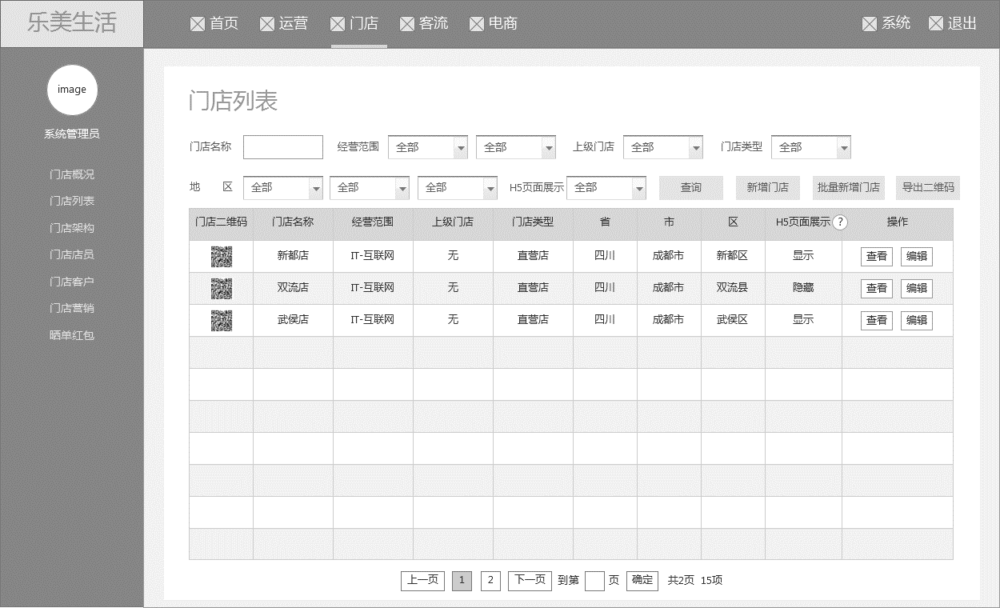 乐美生活
首页 运营 门店 客流 电商 系统 退出
image
系统管理员
门店概况
门店列表
门店架构
门店店员
门店客户
门店营销
晒单红包
门店列表
门店名称 经营范围 全部 全部 上级门店 全部 门店类型 全部
地 区 全部 全部 全部 H5页面展示 全部 查询 新增门店 批量新增门店 导出二维码
门店二维码 门店名称 经营范围 上级门店 门店类型 省 市 区 H5页面展示 ? 操作
新都店 IT-互联网 无 直营店 四川 成都市 新都区 显示 查看 编辑
双流店 IT-互联网 无 直营店 四川 成都市 双流县 隐藏 查看 编辑
武侯店 IT-互联网 无 直营店 四川 成都市 武侯区 显示 查看 编辑
上一页 1 2 下一页 到第 页 确定 共2页 15项